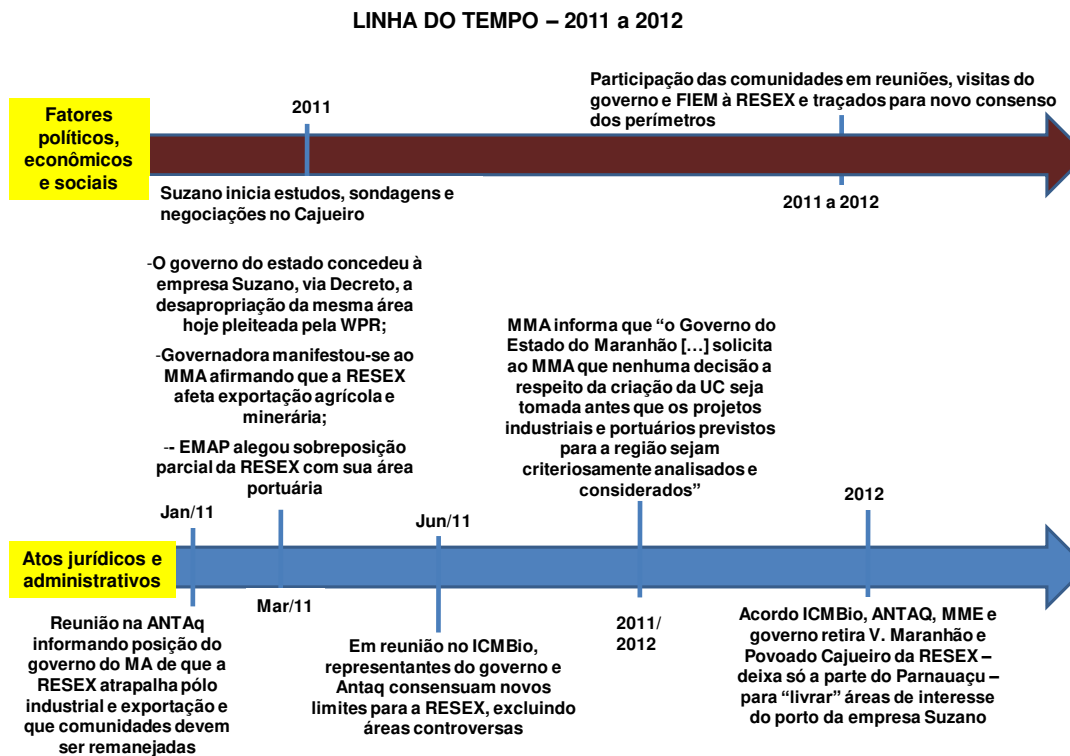 LINHA DO TEMPO – 2011 a 2012
Fatores
políticos,
econômicos
e sociais
2011
Suzano inicia estudos, sondagens e
negociações no Cajueiro
Participação das comunidades em reuniões, visitas do
governo e FIEM à RESEX e traçados para novo consenso
dos perímetros
2011 a 2012
-O governo do estado concedeu à
empresa Suzano, via Decreto, a
desapropriação da mesma área
hoje pleiteada pela WPR;
-Governadora manifestou-se ao
MMA afirmando que a RESEX
afeta exportação agrícola e
minerária;
-- EMAP alegou sobreposição
parcial da RESEX com sua área
portuária
MMA informa que “o Governo do
Estado do Maranhão [...] solicita
ao MMA que nenhuma decisão a
respeito da criação da UC seja
tomada antes que os projetos
industriais e portuários previstos
para a região sejam
criteriosamente analisados e
considerados”
Atos jurídicos e
administrativos
Jan/11
Reunião na ANTAq
informando posição do
governo do MA de que a
RESEX atrapalha pólo
industrial e exportação e
que comunidades devem
ser remanejadas
Mar/11
Jun/11
Em reunião no ICMBio,
representantes do governo e
Antaq consensuam novos
limites para a RESEX, excluindo
áreas controversas
2011/
2012
2012
Acordo ICMBio, ANTAQ, MME e
governo retira V. Maranhão e
Povoado Cajueiro da RESEX –
deixa só a parte do Parnauaçu –
para “livrar” áreas de interesse
do porto da empresa Suzano